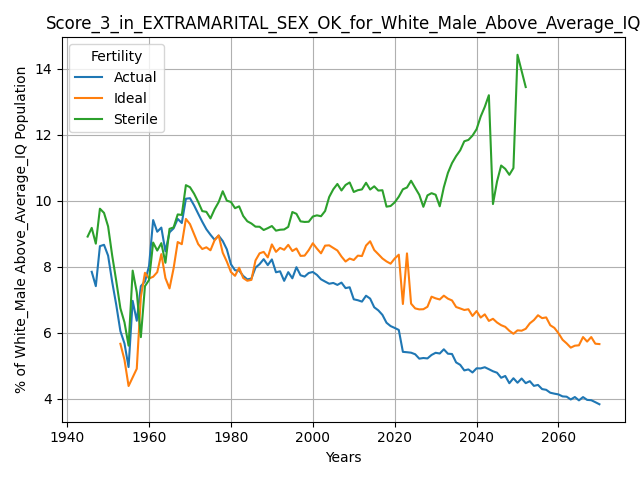 Score_3_in_EXTRAMARITAL_SEX_OK_for_White_Male_Above_Average_IQ
% of White_Male Above_Average_IQ Population
14
12
10
8
6
4
Fertility
Actual
Ideal
Sterile
1940 1960 1980 2000 2020 2040 2060
Years